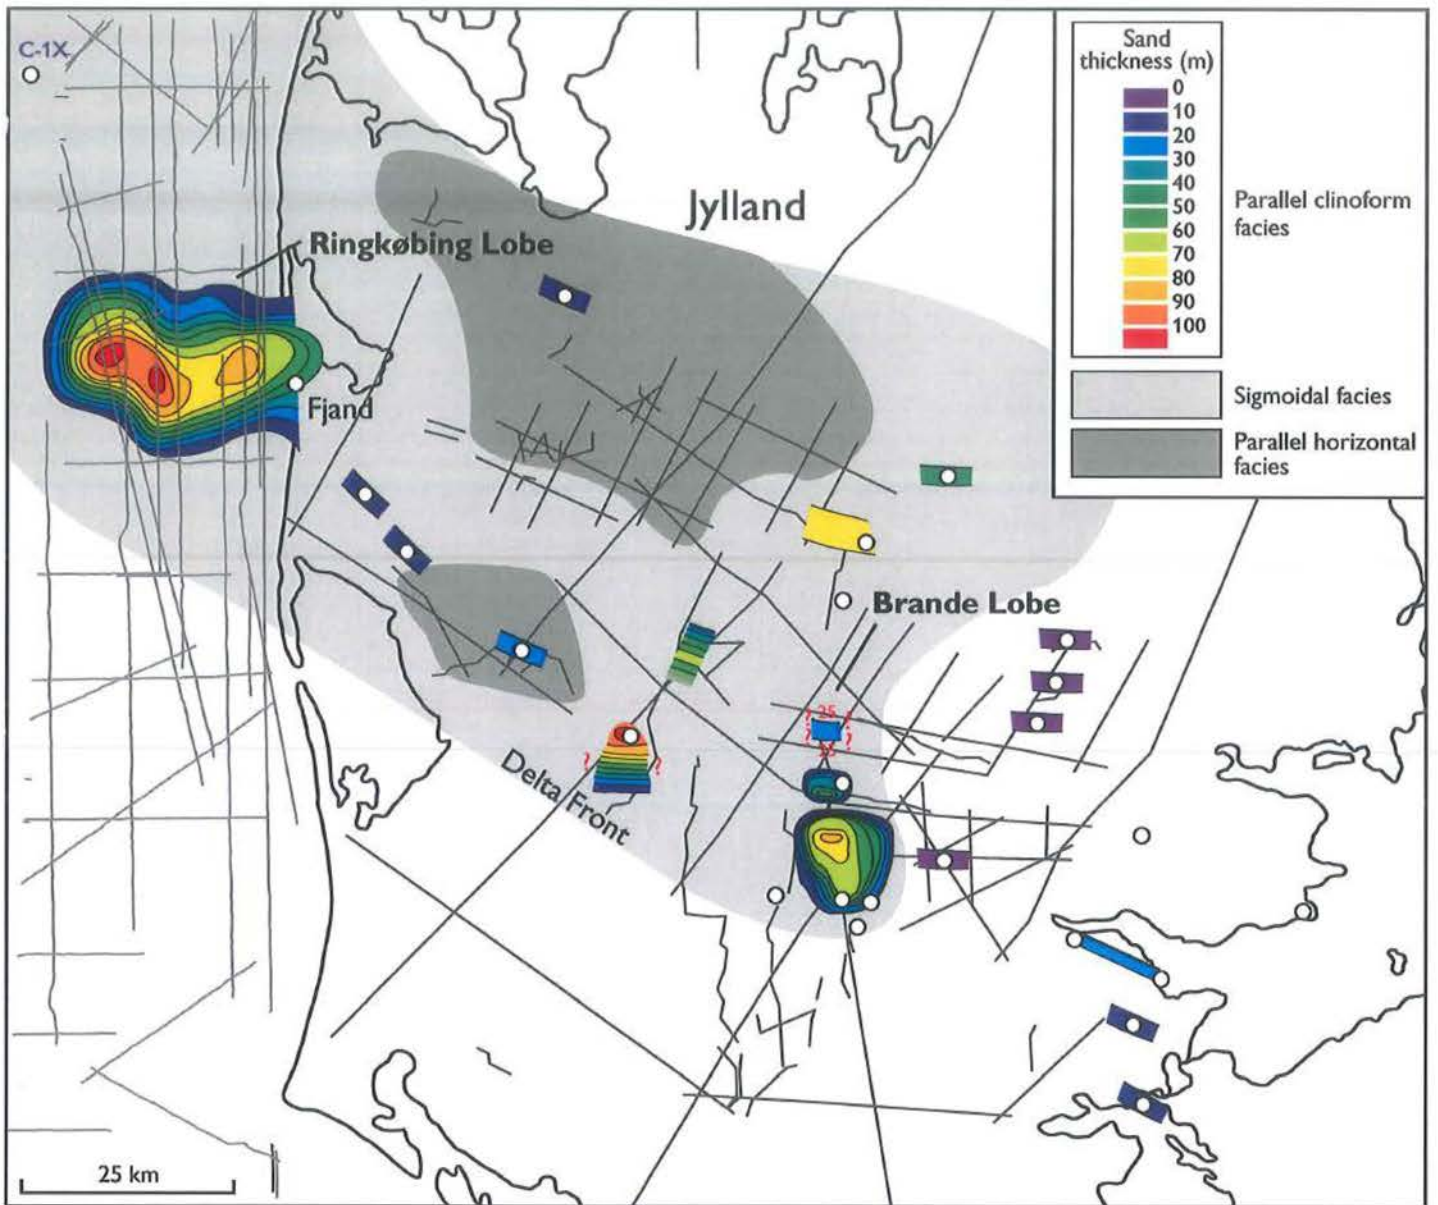 C-1X
Sand
thickness (m)
0
10
20
30
40
50
60
70
80
90
100
Parallel clinoform
facies
Sigmoidal facies
Parallel horizontal
facies
Jylland
Ringkøbing Lobe
Fjand
Brande Lobe
?
25
?
?
?
Delta Front
25 km